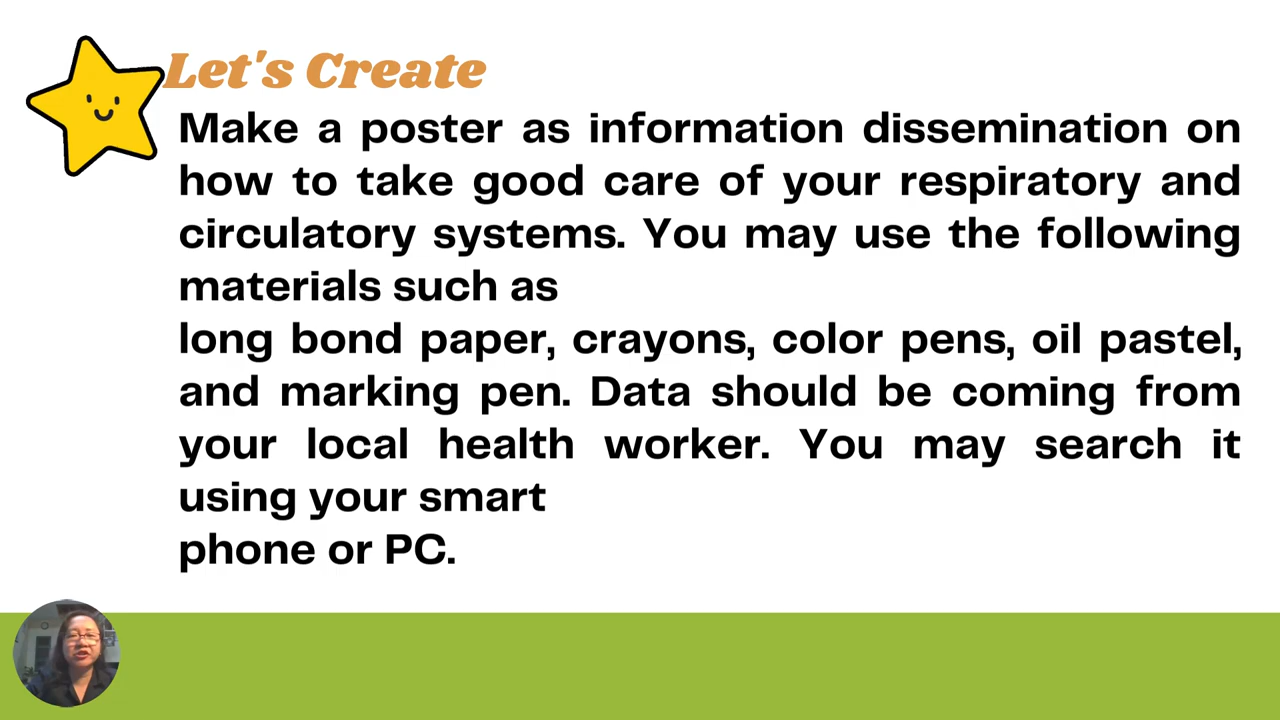 Let's Create
Make a poster as information dissemination on
how to take good care of your respiratory and
circulatory systems. You may use the following
materials such as
long bond paper, crayons, color pens, oil pastel,
and marking pen. Data should be coming from
your local health worker. You may search it
using your smart
phone or PC.